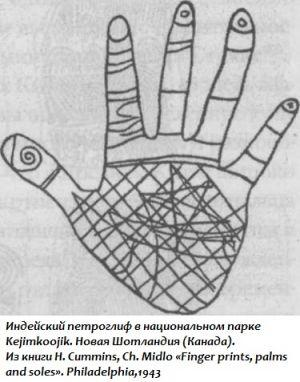 Индейский петроглиф в национальном парке
Kejimkoojik. Новая Шотландия (Канада).
Из книги H. Cummins, Ch. Midlo «Finger prints, palms
and soles». Philadelphia,1943